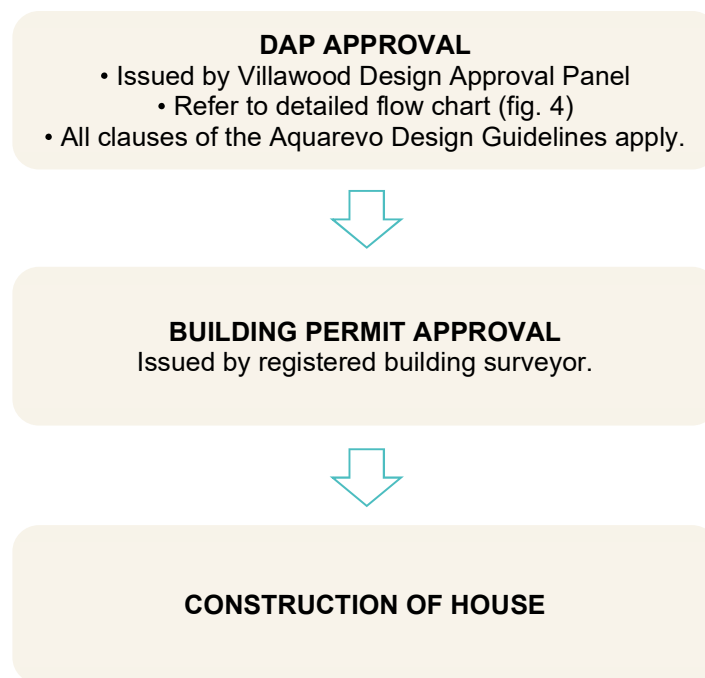 DAP APPROVAL
• Issued by Villawood Design Approval Panel
• Refer to detailed flow chart (fig. 4)
• All clauses of the Aquarevo Design Guidelines apply.
BUILDING PERMIT APPROVAL
Issued by registered building surveyor.
CONSTRUCTION OF HOUSE